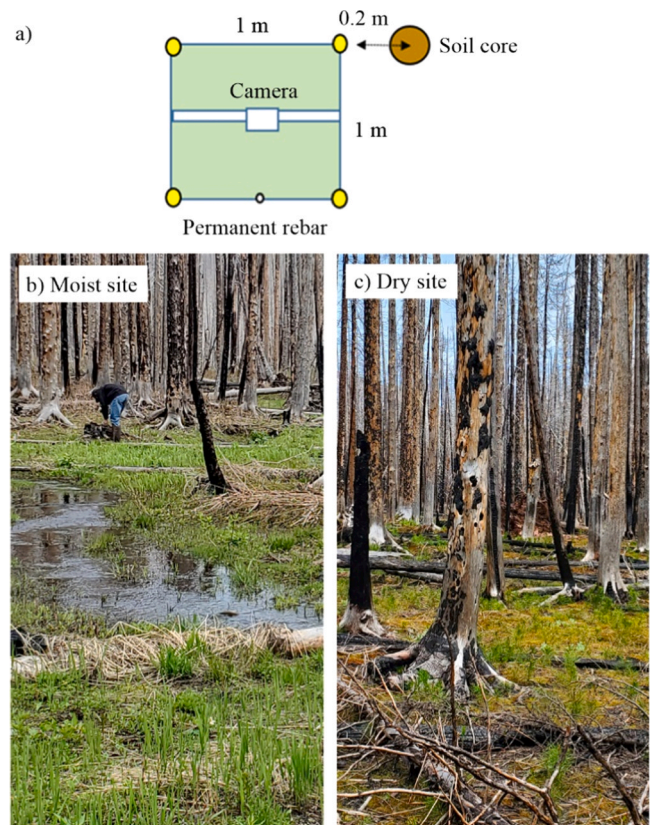 a)
1 m
0.2 m
Soil core
Camera
1 m
Permanent rebar
b) Moist site
c) Dry site